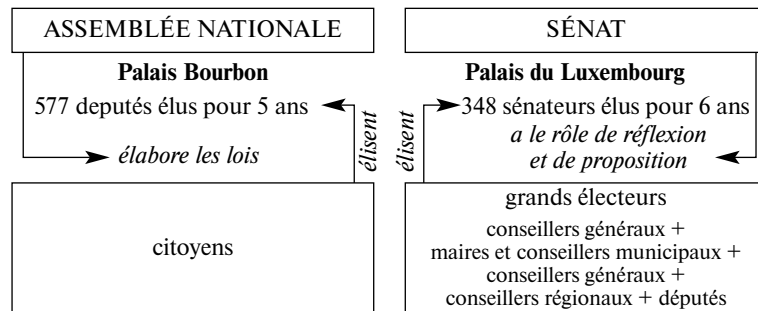 ASSEMBLÉE NATIONALE
Palais Bourbon
577 deputés élus pour 5 ans
élabore les lois
élisent
citoyens
SÉNAT
Palais du Luxembourg
348 sénateurs élus pour 6 ans
a le rôle de réflexion
et de proposition
élisent
grands électeurs
conseillers généraux +
maires et conseillers municipaux +
conseillers généraux +
conseillers régionaux + députés